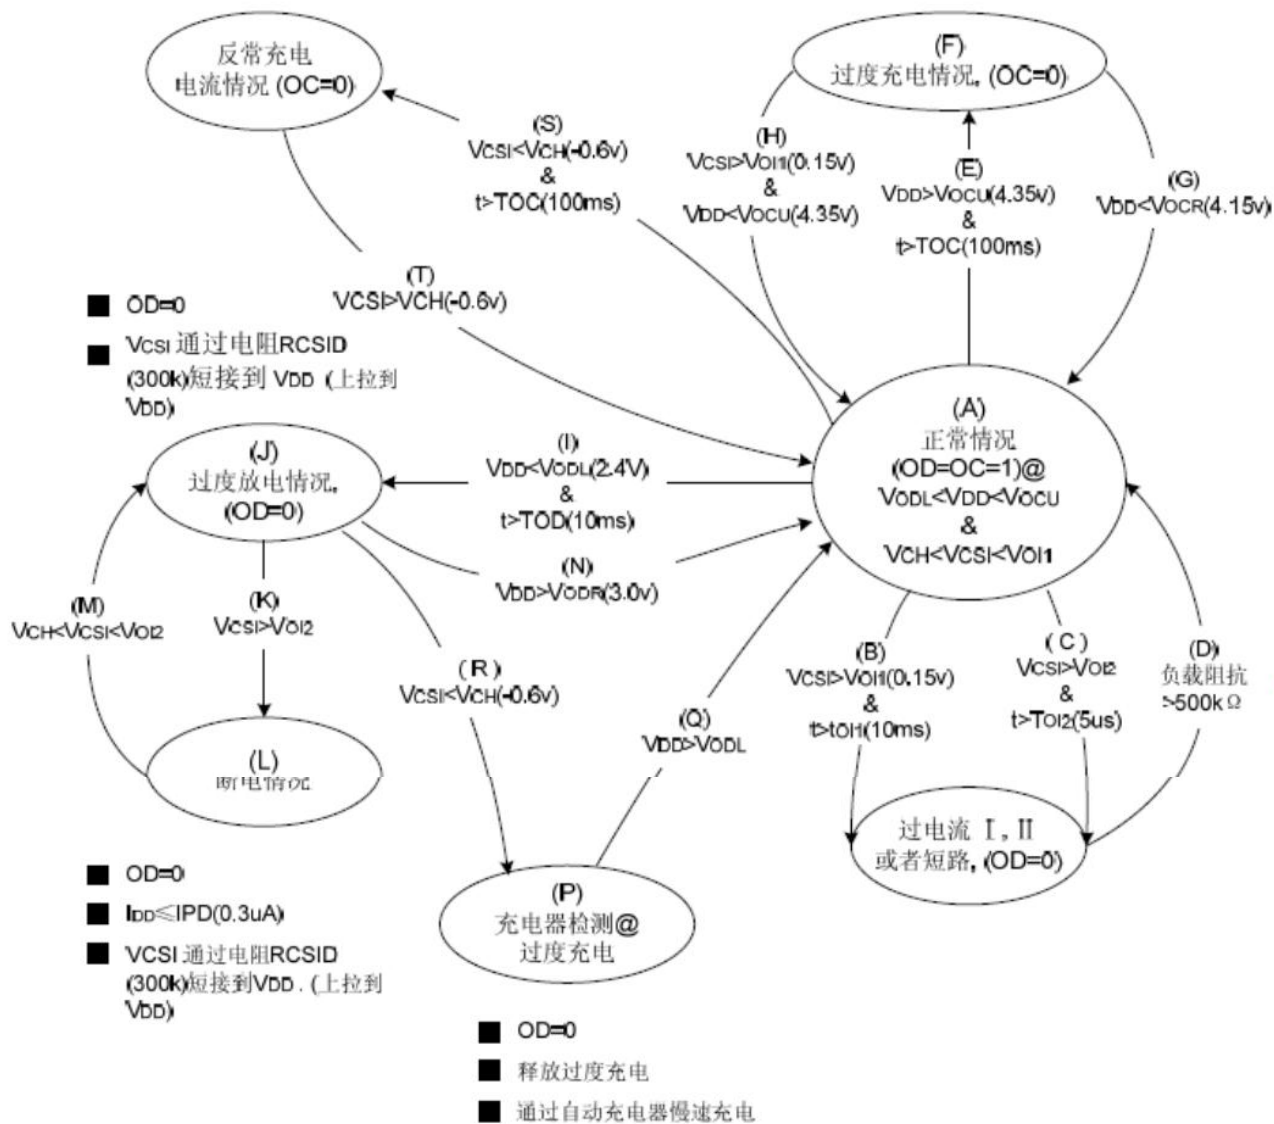 反常充电
电流情况 (OC=0)
(F)
过度充电情况, (OC=0)
(S)
VCSI<VCH(-0.6v)
&
t>TOC(100ms)
(H)
VCSI>VOI1(0.15v)
&
VDD<VOCU(4.35v)
(E)
VDD>VOCU(4.35v)
&
t>TOC(100ms)
(G)
VDD<VOCR(4.15v)
(T)
VCSI>VCH(-0.6v)
■ OD=0
■ VCSI 通过电阻RCSID
(300k)短接到 VDD (上拉到
VDD)
(J)
过度放电情况,
(OD=0)
(I)
VDD<VODL(2.4V)
&
t>TOD(10ms)
(A)
正常情况
(OD=OC=1)@
VODL<VDD<VOCU
&
VCH<VCSI<VOI1
(N)
VDD>VODR(3.0v)
(M)
VCH<VCSI<VOI2
(K)
VCSI>VOI2
(R)
VCSI<VCH(-0.6v)
(Q)
VDD>VODL
(B)
VCSI>VOI1(0.15v)
&
t>tOI1(10ms)
( C )
VCSI>VOI2
&
t>TOI2(5us)
(D)
负载阻抗
>500k Ω
(L)
断电情况
过电流 Ⅰ, Ⅱ
或者短路, (OD=0)
■ OD=0
■ IDD≤IPD(0.3uA)
■ VCSI 通过电阻RCSID
(300k)短接到VDD . (上拉到
VDD)
(P)
充电器检测@
过度充电
■ OD=0
■ 释放过度充电
■ 通过自动充电器慢速充电